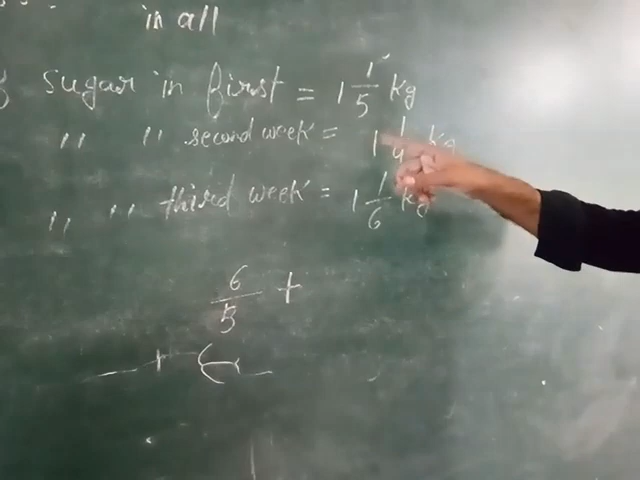 in all
sugar in first = 1 1/5 kg
" " second week = 1 1/4 kg
" " third week = 1 1/6 kg
6/5 +